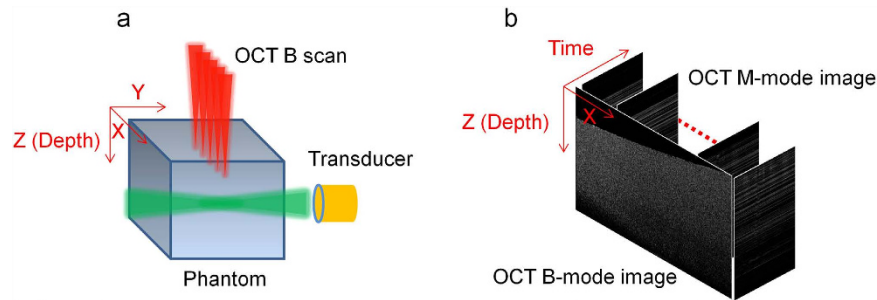 a
OCT B scan
Y
X
Z (Depth)
Transducer
Phantom
b
Time
OCT M-mode image
X
Z (Depth)
OCT B-mode image